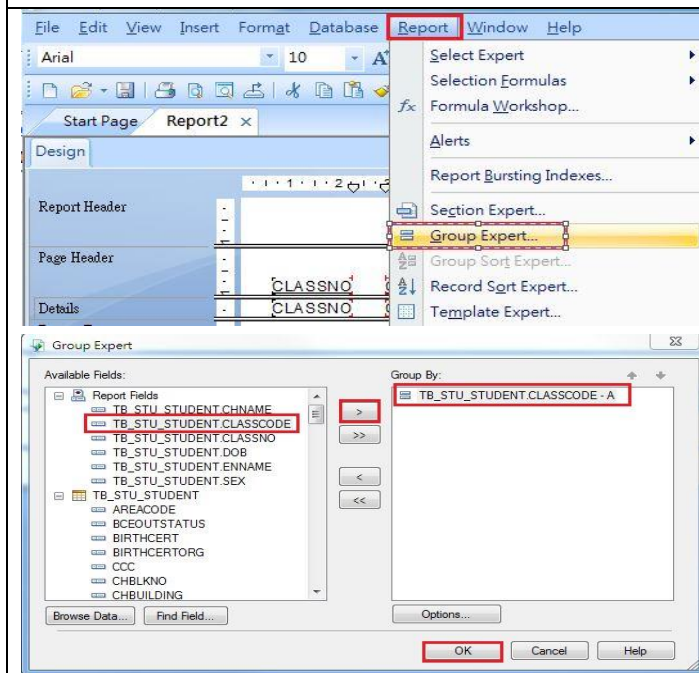 File Edit View Insert Format Database Report Window Help
Arial 10 A
Start Page Report2 ×
Design
1 2
Report Header
Page Header
CLASSNO
Details CLASSNO
Select Expert
Selection Formulas
fx Formula Workshop...
Alerts
Report Bursting Indexes...
Section Expert...
Group Expert...
Group Sort Expert...
Record Sort Expert...
Template Expert...
Group Expert
Available Fields:
Report Fields
TB_STU_STUDENT.CHNAME
TB_STU_STUDENT.CLASSCODE
TB_STU_STUDENT.CLASSNO
TB_STU_STUDENT.DOB
TB_STU_STUDENT.ENNAME
TB_STU_STUDENT.SEX
TB_STU_STUDENT
AREACODE
BCEOUTSTATUS
BIRTHCERT
BIRTHCERTORG
CCC
CHBLKNO
CHBUILDING
Browse Data... Find Field...
>
>>
<
<<
Group By:
TB_STU_STUDENT.CLASSCODE - A
Options...
OK Cancel Help